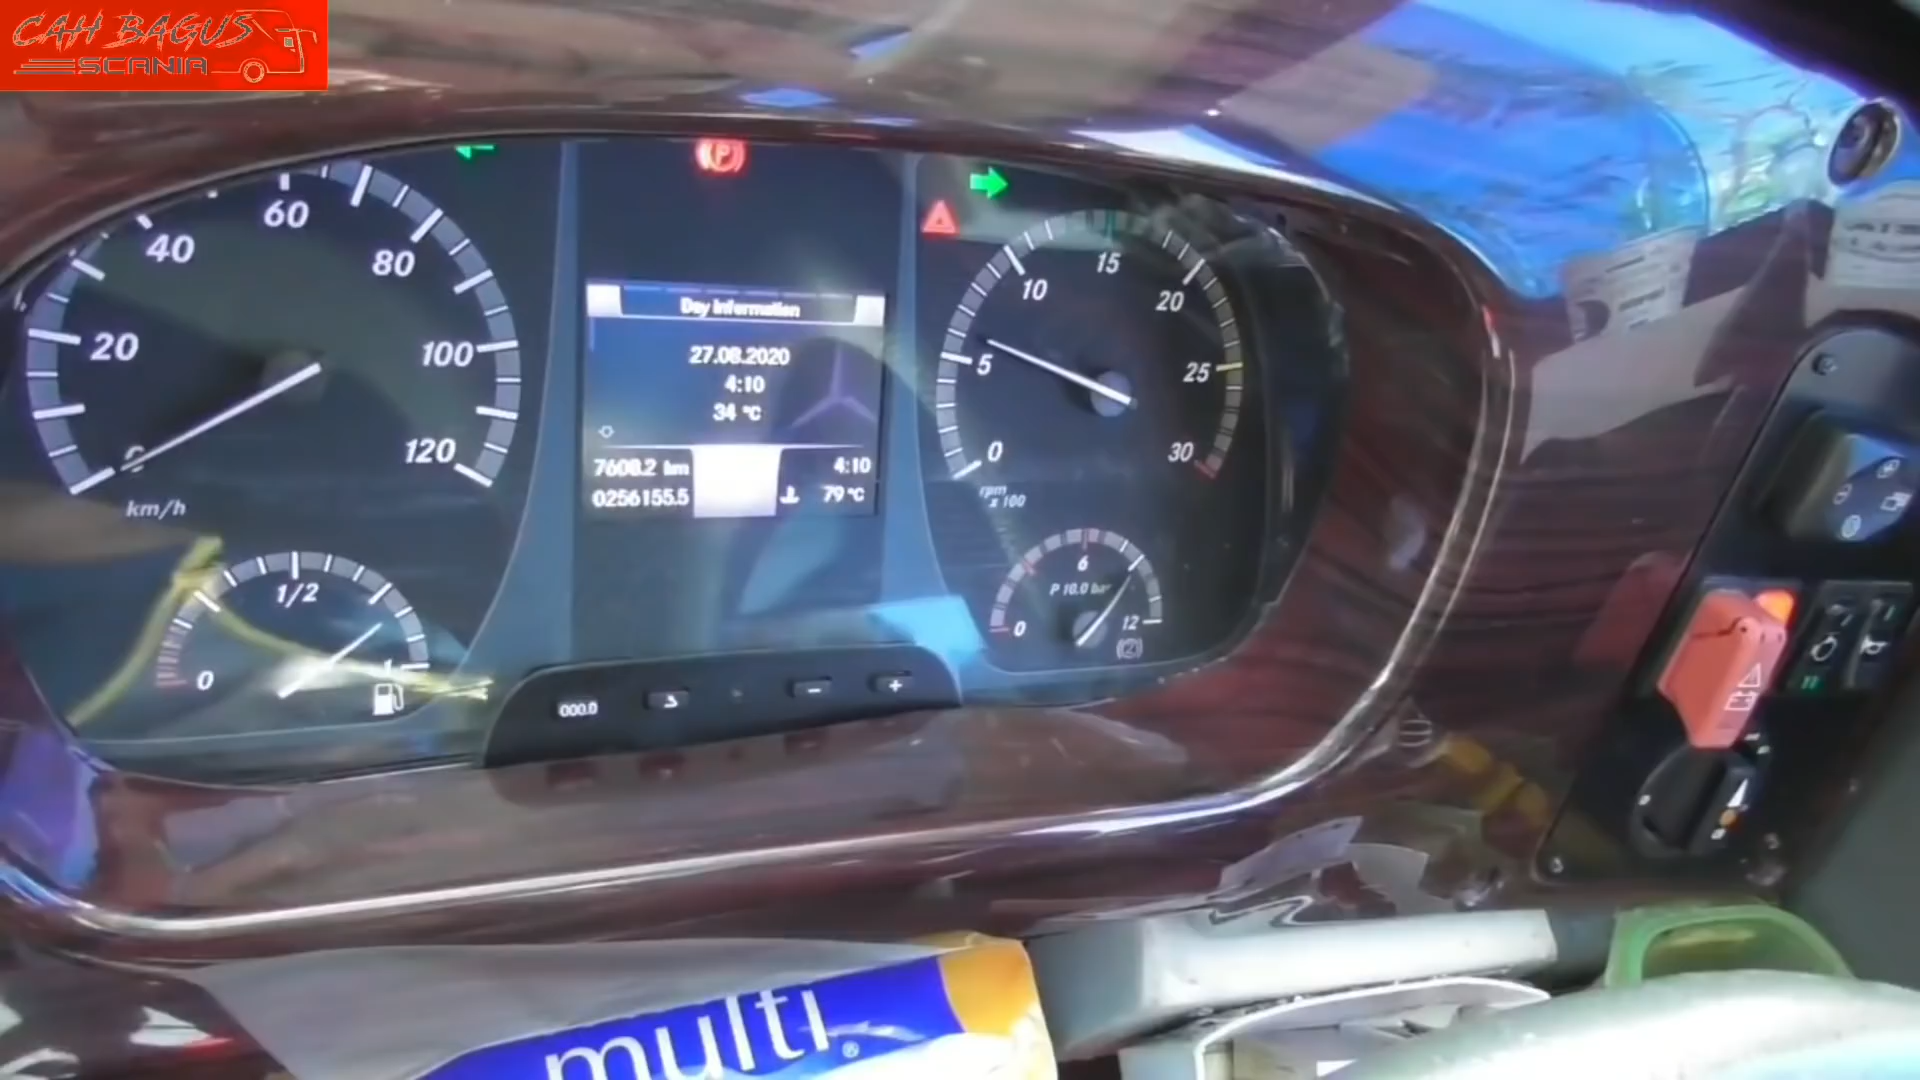 CAH BAGUS
SCANIA
20
40
60
80
100
120
km/h
0
1/2
Day Information
27.08.2020
4:10
34 °C
7608.2 km
0256155.5
4:10
79 °C
000.0
-
+
0
5
10
15
20
25
30
rpm
x 100
0
6
12
P 10.0 bar
multi®